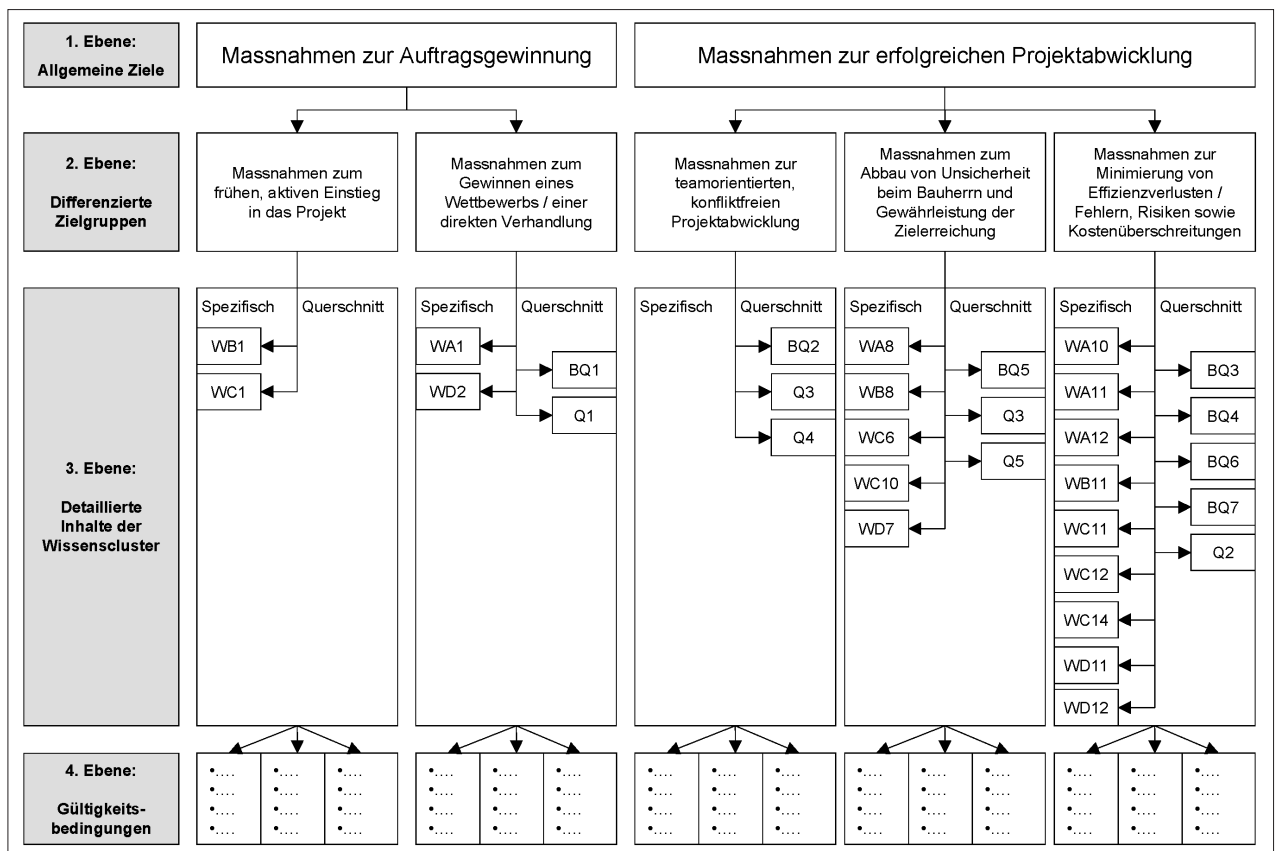 1. Ebene:
Allgemeine Ziele
Massnahmen zur Auftragsgewinnung
Massnahmen zur erfolgreichen Projektabwicklung
2. Ebene:
Differenzierte
Zielgruppen
Massnahmen zum
frühen, aktiven Einstieg
in das Projekt
Massnahmen zum
Gewinnen eines
Wettbewerbs / einer
direkten Verhandlung
Massnahmen zur
teamorientierten,
konfliktfreien
Projektabwicklung
Massnahmen zum
Abbau von Unsicherheit
beim Bauherrn und
Gewährleistung der
Zielerreichung
Massnahmen zur
Minimierung von
Effizienzverlusten /
Fehlern, Risiken sowie
Kostenüberschreitungen
3. Ebene:
Detaillierte
Inhalte der
Wissenscluster
Spezifisch Querschnitt
WB1
WC1
Spezifisch Querschnitt
WA1
BQ1
WD2
Q1
Spezifisch Querschnitt
BQ2
Q3
Q4
Spezifisch Querschnitt
WA8
BQ5
WB8
Q3
WC6
Q5
WC10
WD7
Spezifisch Querschnitt
WA10
BQ3
WA11
BQ4
WA12
BQ6
WB11
BQ7
WC11
Q2
WC12
WC14
WD11
WD12
4. Ebene:
Gültigkeits-
bedingungen
•.... •.... •.... •.... •.... •.... •.... •.... •.... •.... •.... •.... •.... •.... •....
•.... •.... •.... •.... •.... •.... •.... •.... •.... •.... •.... •.... •.... •.... •....
•.... •.... •.... •.... •.... •.... •.... •.... •.... •.... •.... •.... •.... •.... •....
•.... •.... •.... •.... •.... •.... •.... •.... •.... •.... •.... •.... •.... •.... •....